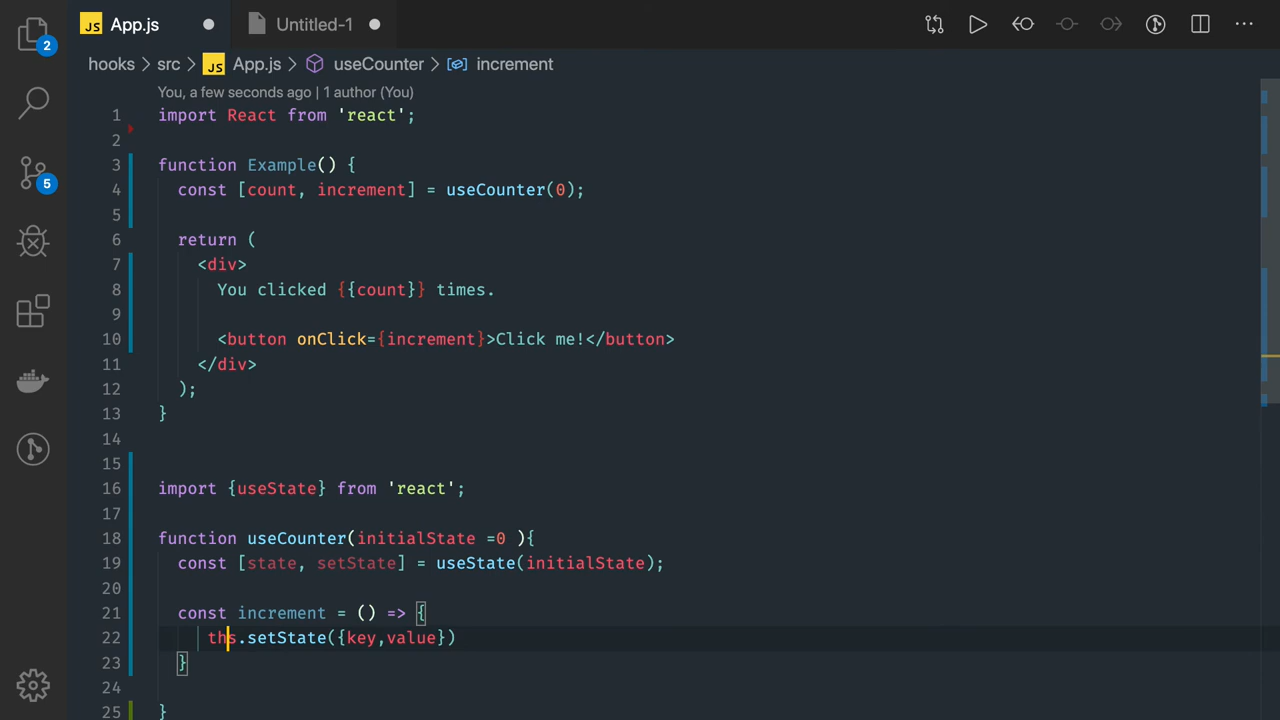 JS App.js Untitled-1
2
hooks > src > JS App.js > useCounter > increment
You, a few seconds ago | 1 author (You)
1 import React from 'react';
2
3 function Example() {
4 const [count, increment] = useCounter(0);
5
5
6 return (
7 <div>
8 You clicked {{count}} times.
9
10 <button onClick={increment}>Click me!</button>
11 </div>
12 );
13 }
14
15
16 import {useState} from 'react';
17
18 function useCounter(initialState =0 ){
19 const [state, setState] = useState(initialState);
20
21 const increment = () => {
22 ths.setState({key,value})
23 }
24
25 }